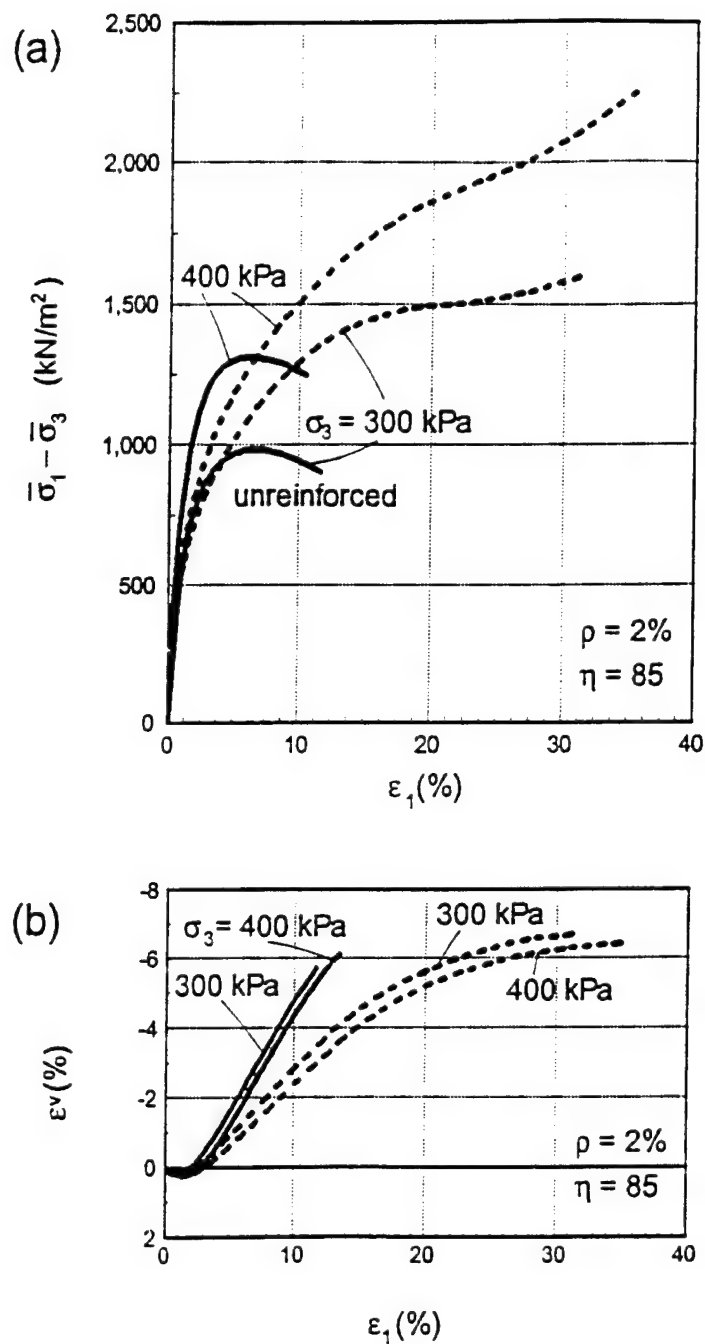 (a)
2,500
2,000
1,500
1,000
500
0
σ̅₁ – σ̅₃ (kN/m²)
400 kPa
σ₃ = 300 kPa
unreinforced
ρ = 2%
η = 85
0 10 20 30 40
ε₁(%)
(b)
-8
-6
-4
-2
0
2
εᵛ(%)
σ₃ = 400 kPa
300 kPa
300 kPa
400 kPa
ρ = 2%
η = 85
0 10 20 30 40
ε₁(%)